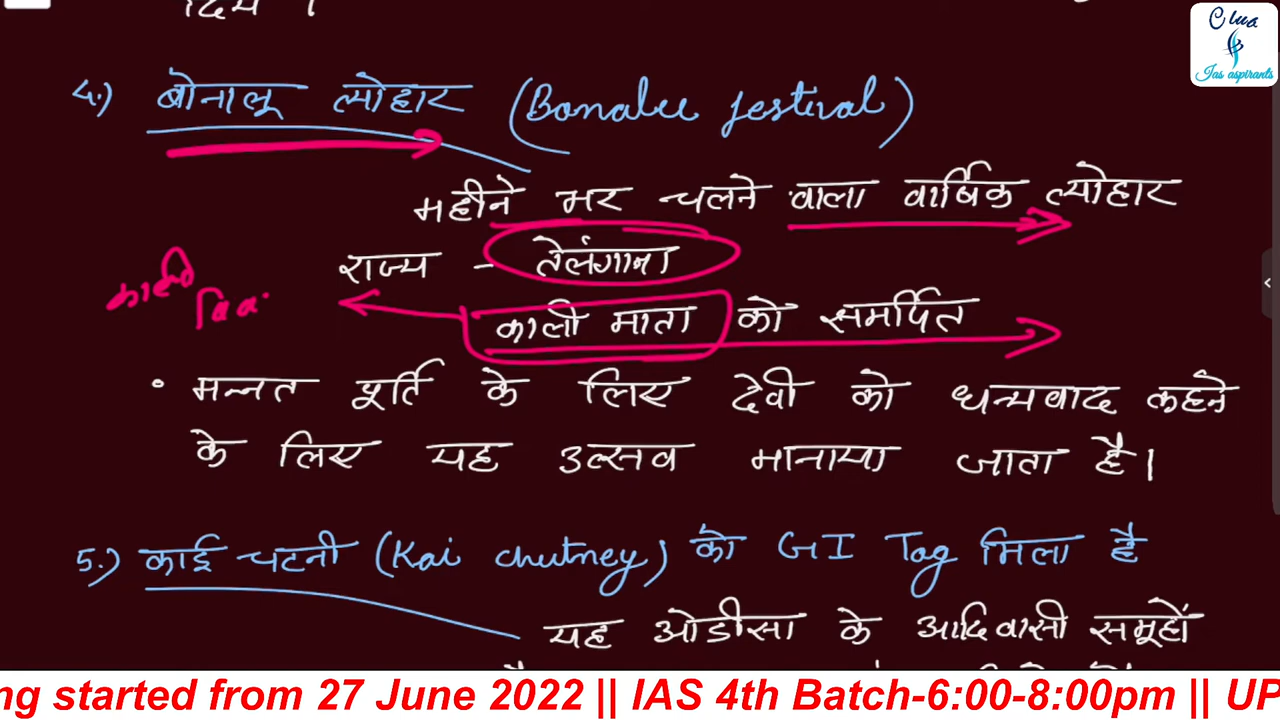 दिये ।
Clua
Ias aspirants
4.) बोनालू त्योहार (Bonalu festival)
महीने भर चलने वाला वार्षिक त्योहार
राज्य - तेलंगाना
काली माता को समर्पित
• मन्नत पूर्ति के लिए देवी को धन्यवाद कहने
के लिए यह उत्सव मानाया जाता है।
5.) काई चटनी (Kai chutney) को GI Tag मिला है
यह ओडीसा के आदिवासी समूहों
ng started from 27 June 2022 || IAS 4th Batch-6:00-8:00pm || UP